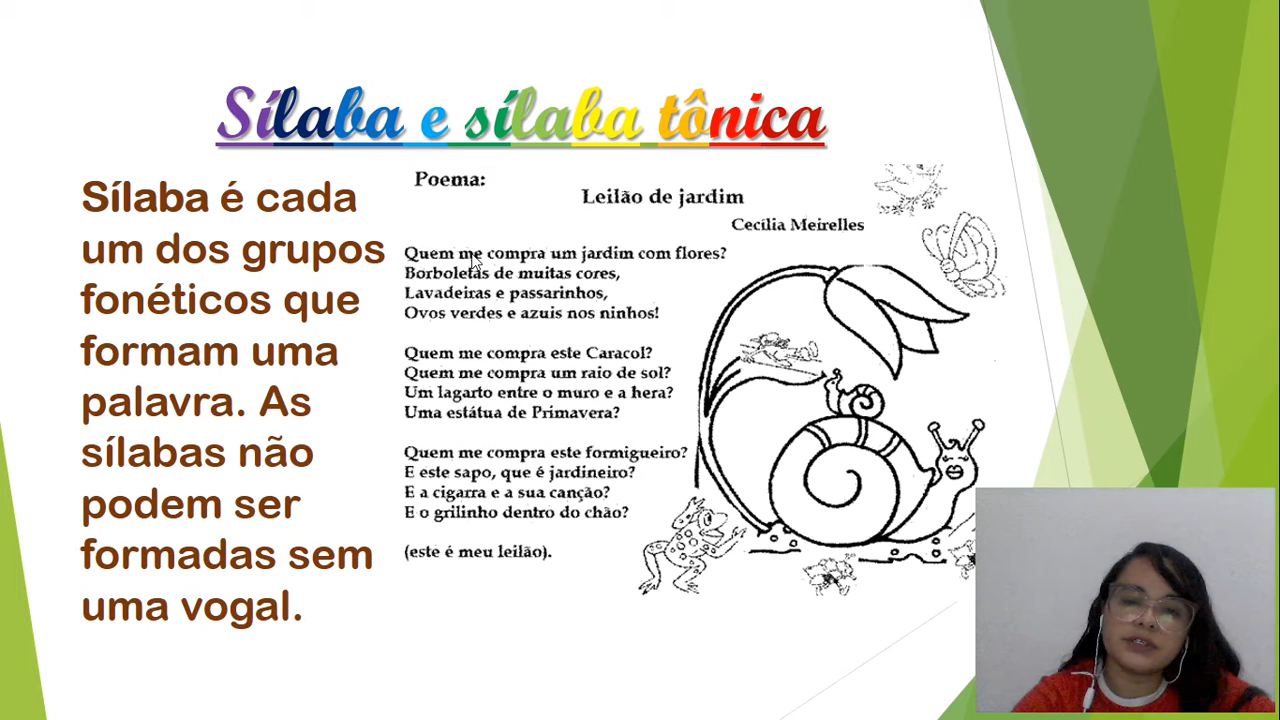 Sílaba e sílaba tônica
Sílaba é cada
um dos grupos
fonéticos que
formam uma
palavra. As
sílabas não
podem ser
formadas sem
uma vogal.
Poema:
Leilão de jardim
Cecília Meirelles
Quem me compra um jardim com flores?
Borboletas de muitas cores,
Lavadeiras e passarinhos,
Ovos verdes e azuis nos ninhos!
Quem me compra este Caracol?
Quem me compra um raio de sol?
Um lagarto entre o muro e a hera?
Uma estátua de Primavera?
Quem me compra este formigueiro?
E este sapo, que é jardineiro?
E a cigarra e a sua canção?
E o grilinho dentro do chão?
(este é meu leilão).